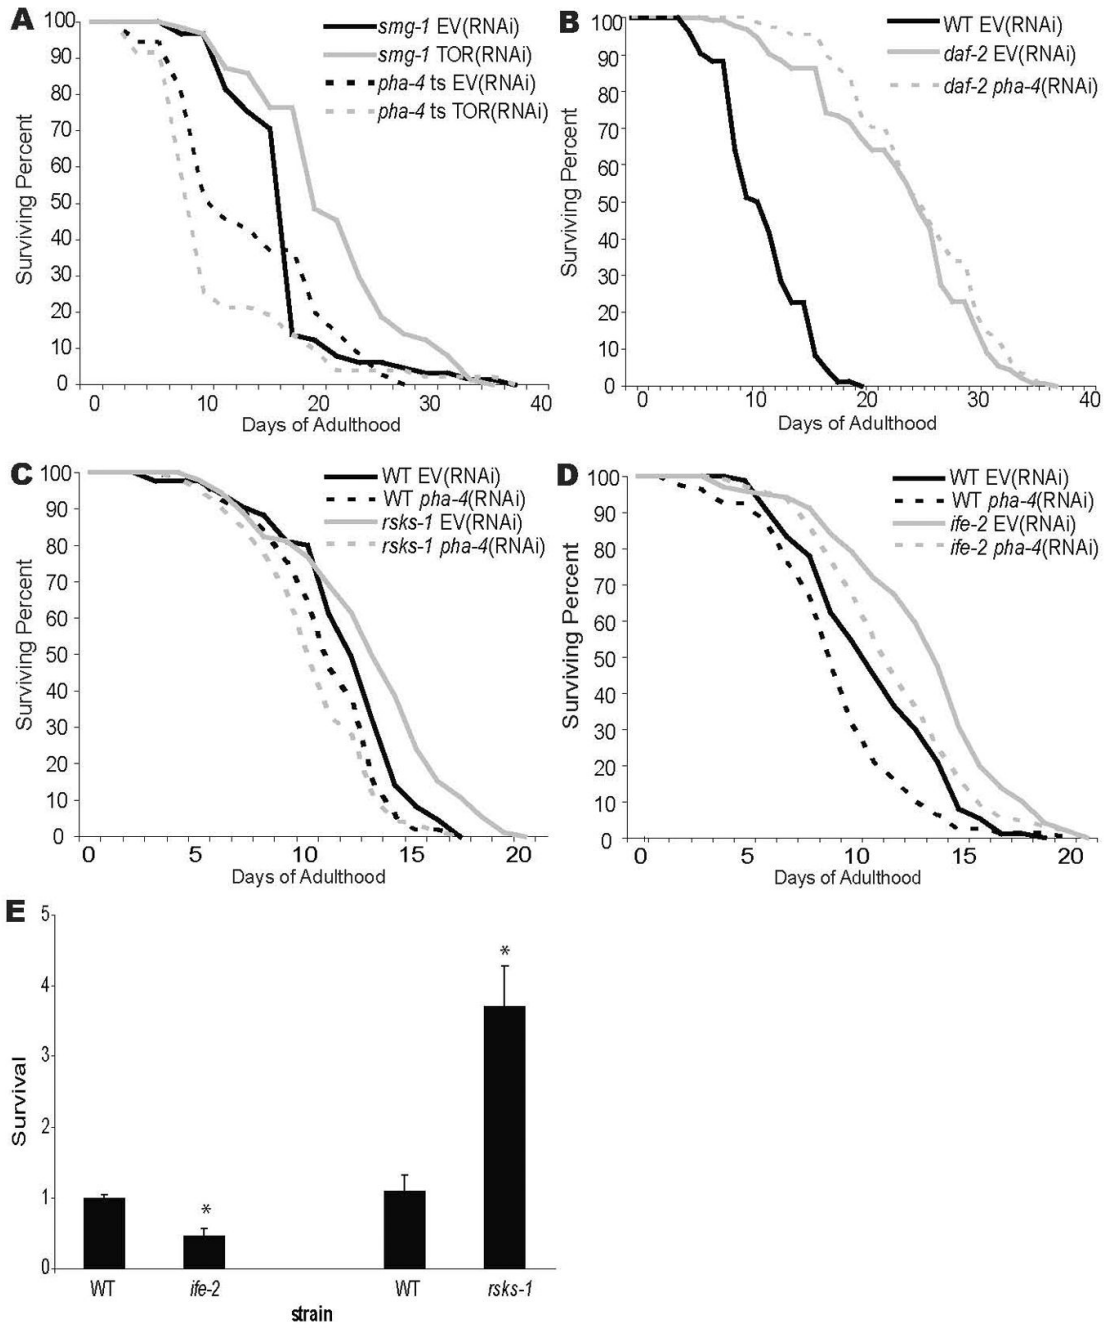 A
100
90
80
70
60
50
40
30
20
10
0
Surviving Percent
0 10 20 30 40
Days of Adulthood
smg-1 EV(RNAi)
smg-1 TOR(RNAi)
pha-4 ts EV(RNAi)
pha-4 ts TOR(RNAi)
B
100
90
80
70
60
50
40
30
20
10
0
Surviving Percent
0 10 20 30 40
Days of Adulthood
WT EV(RNAi)
daf-2 EV(RNAi)
daf-2 pha-4(RNAi)
C
100
90
80
70
60
50
40
30
20
10
0
Surviving Percent
0 5 10 15 20
Days of Adulthood
WT EV(RNAi)
WT pha-4(RNAi)
rsks-1 EV(RNAi)
rsks-1 pha-4(RNAi)
D
100
90
80
70
60
50
40
30
20
10
0
Surviving Percent
0 5 10 15 20
Days of Adulthood
WT EV(RNAi)
WT pha-4(RNAi)
ife-2 EV(RNAi)
ife-2 pha-4(RNAi)
E
5
4
3
2
1
0
Survival
*
*
WT ife-2 WT rsks-1
strain